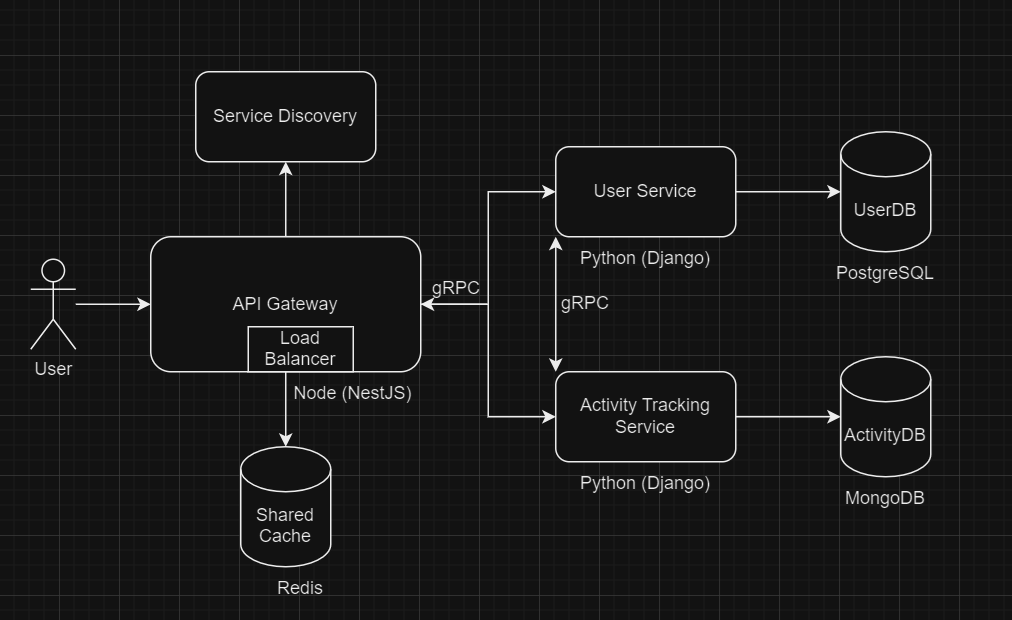 Service Discovery
User Service
UserDB
Python (Django)
PostgreSQL
gRPC
API Gateway
gRPC
Load
Balancer
User
Node (NestJS)
Activity Tracking
Service
ActivityDB
Python (Django)
MongoDB
Shared
Cache
Redis